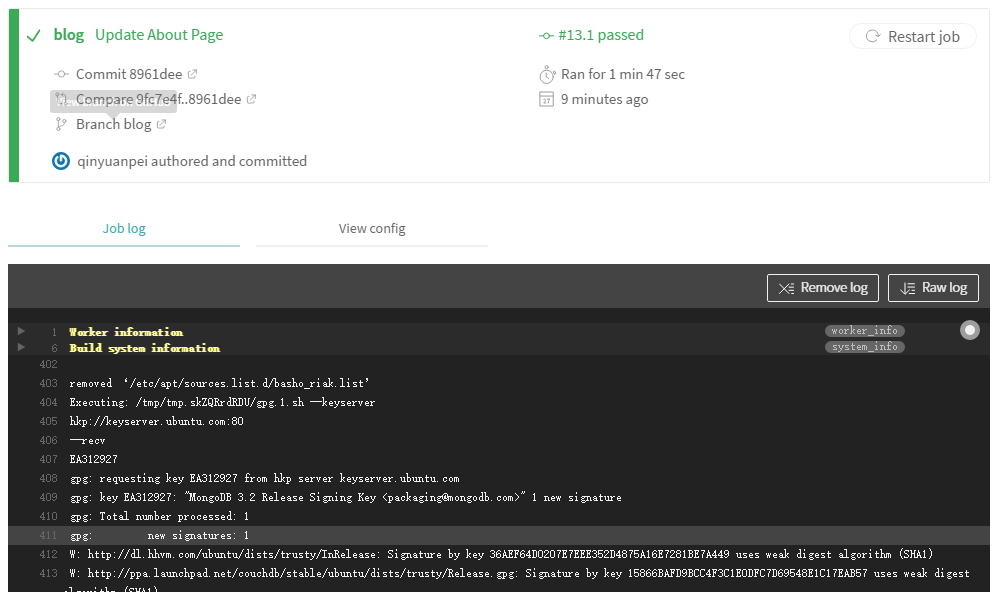 blog Update About Page
#13.1 passed
Restart job
Commit 8961dee
Ran for 1 min 47 sec
Compare 9fc7e4f..8961dee
27 9 minutes ago
Branch blog
qinyuanpei authored and committed
Job log
View config
Remove log
Raw log
1 Worker information worker_info
6 Build system information system_info
402
403 removed ‘/etc/apt/sources.list.d/basho_riak.list’
404 Executing: /tmp/tmp.skZQRrdRDU/gpg.1.sh --keyserver
405 hkp://keyserver.ubuntu.com:80
406 --recv
407 EA312927
408 gpg: requesting key EA312927 from hkp server keyserver.ubuntu.com
409 gpg: key EA312927: "MongoDB 3.2 Release Signing Key <packaging@mongodb.com>" 1 new signature
410 gpg: Total number processed: 1
411 gpg: new signatures: 1
412 W: http://dl.hhvm.com/ubuntu/dists/trusty/InRelease: Signature by key 36AEF64D0207E7EEE352D4875A16E7281BE7A449 uses weak digest algorithm (SHA1)
413 W: http://ppa.launchpad.net/couchdb/stable/ubuntu/dists/trusty/Release.gpg: Signature by key 15866BAFD9BCC4F3C1E0DFC7D69548E1C17EAB57 uses weak digest
algorithm (SHA1)